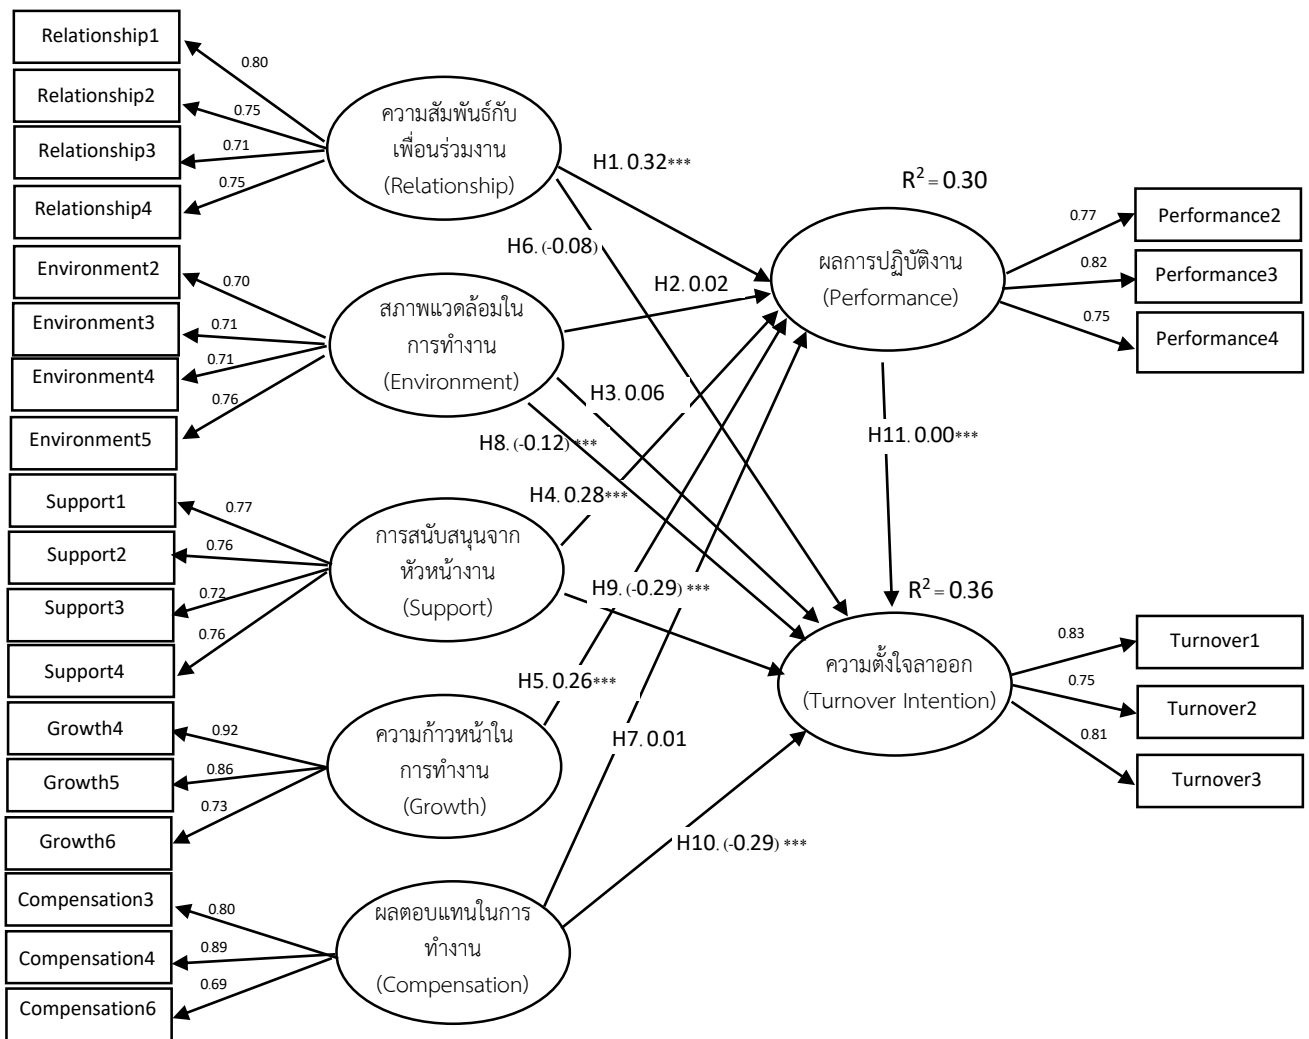 Relationship1
0.80
Relationship2
0.75
Relationship3
0.71
Relationship4
0.75
ความสัมพันธ์กับ
เพื่อนร่วมงาน
(Relationship)
Environment2
0.70
Environment3
0.71
Environment4
0.71
Environment5
0.76
สภาพแวดล้อมใน
การทำงาน
(Environment)
Support1
0.77
Support2
0.76
Support3
0.72
Support4
0.76
การสนับสนุนจาก
หัวหน้างาน
(Support)
Growth4
0.92
Growth5
0.86
Growth6
0.73
ความก้าวหน้าใน
การทำงาน
(Growth)
Compensation3
0.80
Compensation4
0.89
Compensation6
0.69
ผลตอบแทนในการ
ทำงาน
(Compensation)
H1. 0.32***
H6. (-0.08)
H2. 0.02
H3. 0.06
H8. (-0.12) ***
H4. 0.28***
H9. (-0.29) ***
H5. 0.26***
H7. 0.01
H10. (-0.29) ***
H11. 0.00***
R² = 0.30
ผลการปฏิบัติงาน
(Performance)
0.77
Performance2
0.82
Performance3
0.75
Performance4
R² = 0.36
ความตั้งใจลาออก
(Turnover Intention)
0.83
Turnover1
0.75
Turnover2
0.81
Turnover3